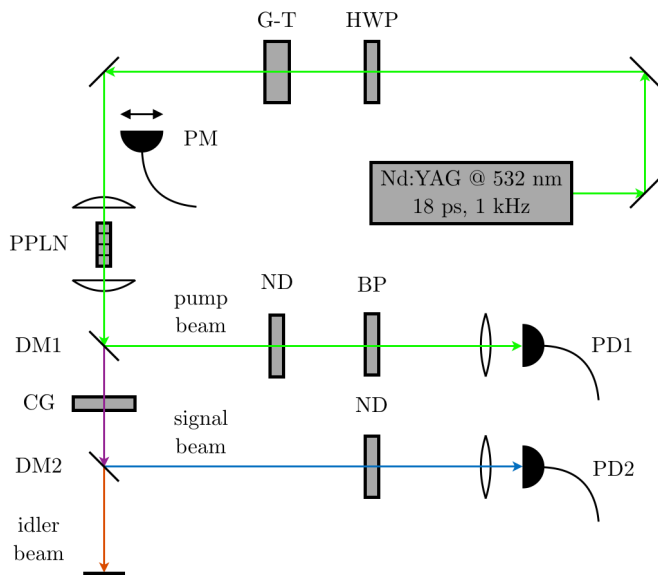 G-T
HWP
PM
Nd:YAG @ 532 nm
18 ps, 1 kHz
PPLN
pump
beam
ND
BP
DM1
PD1
CG
signal
beam
ND
DM2
PD2
idler
beam